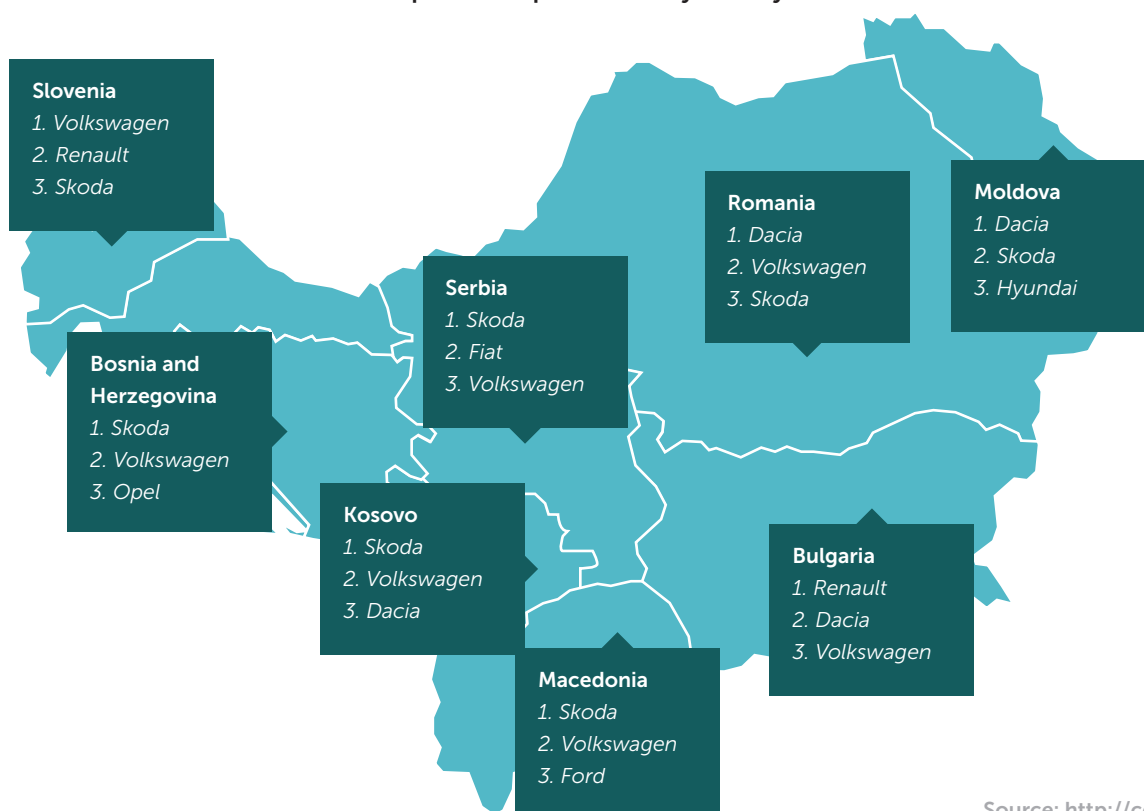 Slovenia
1. Volkswagen
2. Renault
3. Skoda
Romania
1. Dacia
2. Volkswagen
3. Skoda
Moldova
1. Dacia
2. Skoda
3. Hyundai
Serbia
1. Skoda
2. Fiat
3. Volkswagen
Bosnia and
Herzegovina
1. Skoda
2. Volkswagen
3. Opel
Kosovo
1. Skoda
2. Volkswagen
3. Dacia
Bulgaria
1. Renault
2. Dacia
3. Volkswagen
Macedonia
1. Skoda
2. Volkswagen
3. Ford
Source: http://c